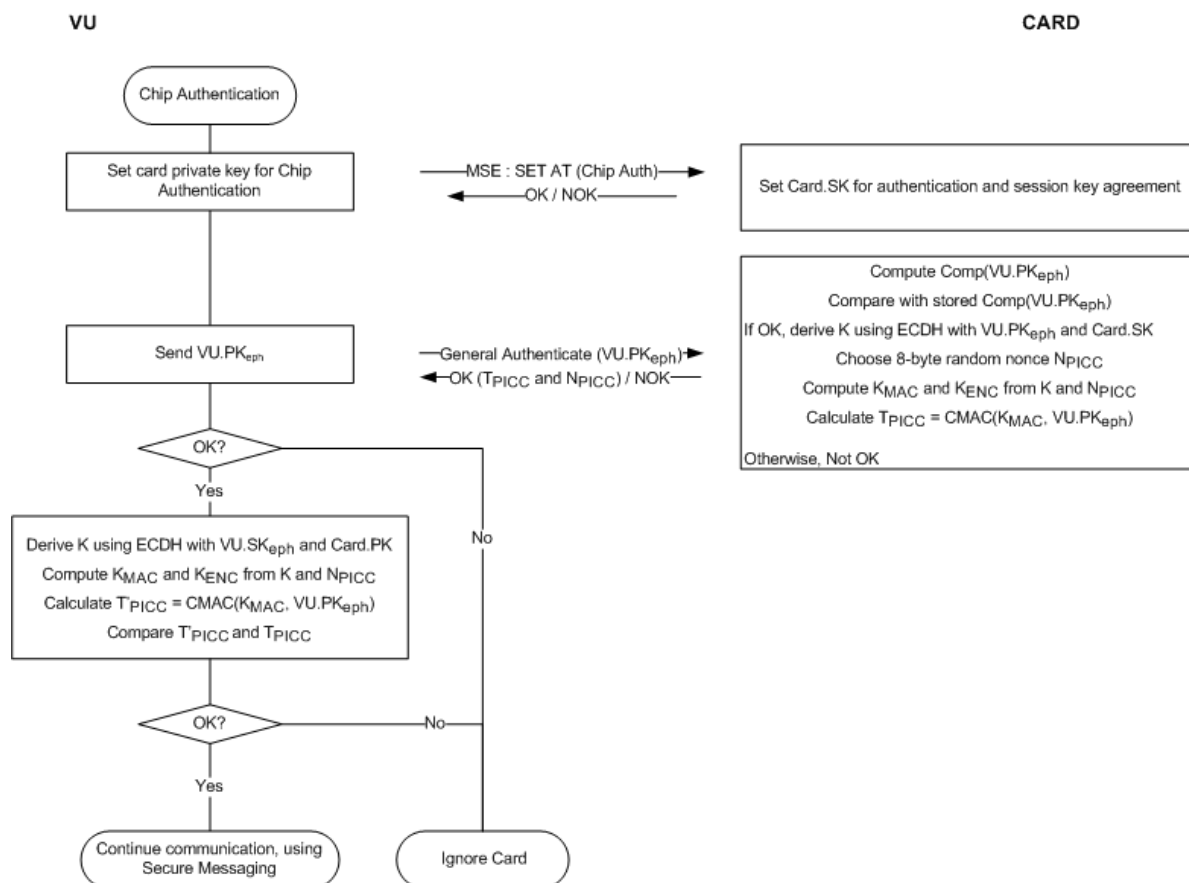 VU
CARD
Chip Authentication
Set card private key for Chip
Authentication
MSE : SET AT (Chip Auth)
OK / NOK
Set Card.SK for authentication and session key agreement
Compute Comp(VU.PKeph)
Compare with stored Comp(VU.PKeph)
If OK, derive K using ECDH with VU.PKeph and Card.SK
Choose 8-byte random nonce NPICC
Compute KMAC and KENC from K and NPICC
Calculate TPICC = CMAC(KMAC, VU.PKeph)
Otherwise, Not OK
Send VU.PKeph
General Authenticate (VU.PKeph)
OK (TPICC and NPICC) / NOK
OK?
Yes
No
Derive K using ECDH with VU.SKeph and Card.PK
Compute KMAC and KENC from K and NPICC
Calculate T'PICC = CMAC(KMAC, VU.PKeph)
Compare T'PICC and TPICC
OK?
No
Yes
Continue communication, using
Secure Messaging
Ignore Card